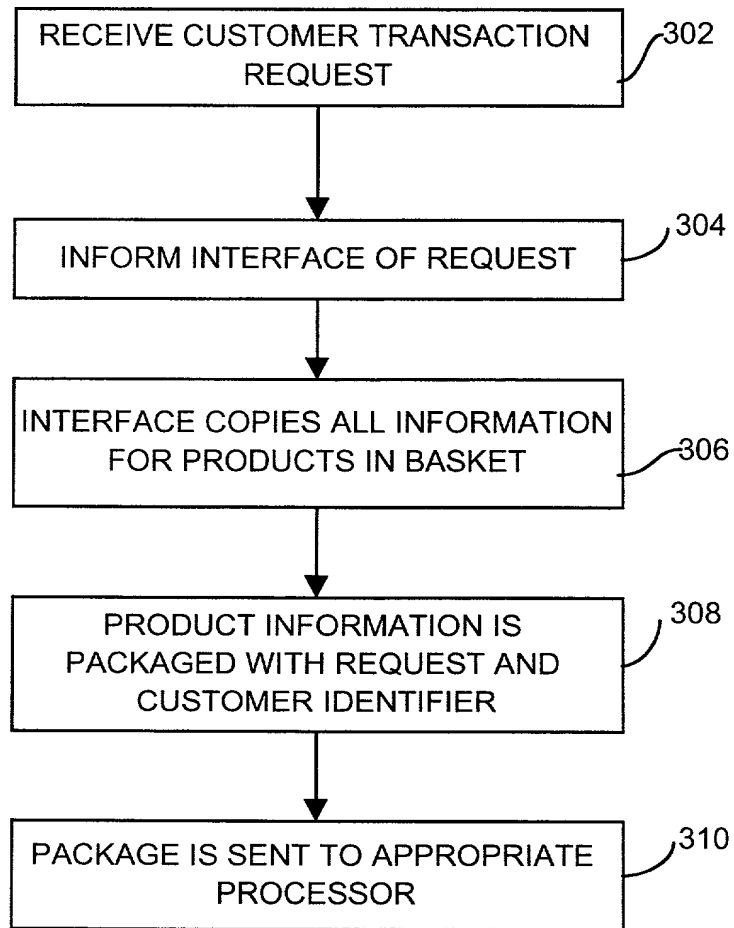 RECEIVE CUSTOMER TRANSACTION
REQUEST
302
INFORM INTERFACE OF REQUEST
304
INTERFACE COPIES ALL INFORMATION
FOR PRODUCTS IN BASKET
306
PRODUCT INFORMATION IS
PACKAGED WITH REQUEST AND
CUSTOMER IDENTIFIER
308
PACKAGE IS SENT TO APPROPRIATE
PROCESSOR
310